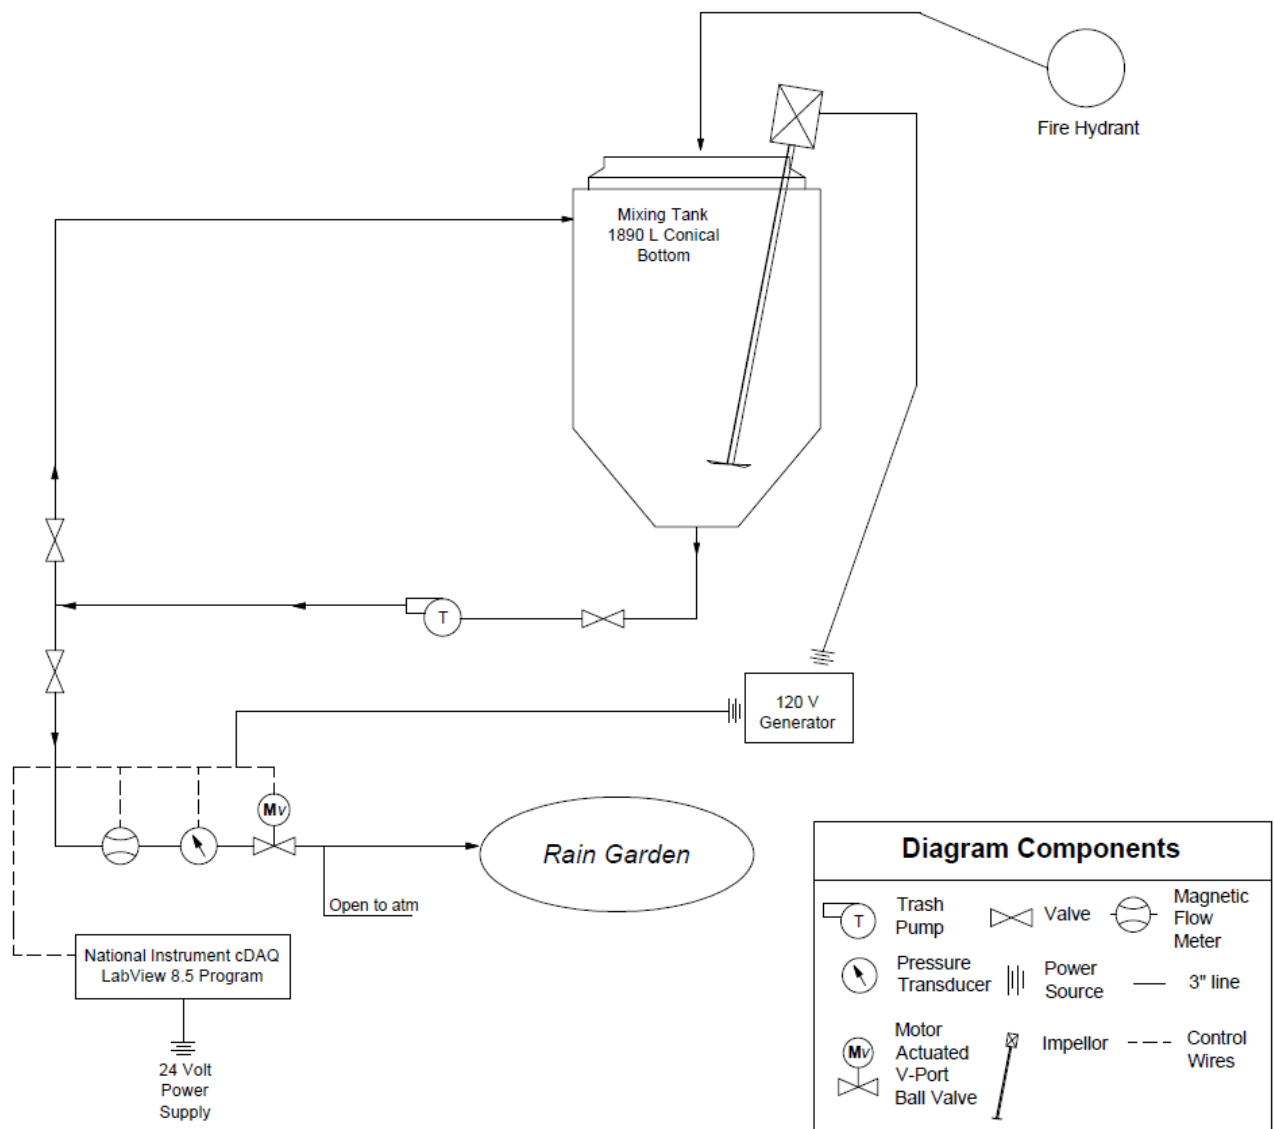 Fire Hydrant
Mixing Tank
1890 L Conical
Bottom
T
120 V
Generator
Mv
Rain Garden
Open to atm
National Instrument cDAQ
LabView 8.5 Program
24 Volt
Power
Supply
Diagram Components
T
Trash
Pump
Valve
Magnetic
Flow
Meter
Pressure
Transducer
Power
Source
3" line
Mv
Motor
Actuated
V-Port
Ball Valve
Impellor
Control
Wires